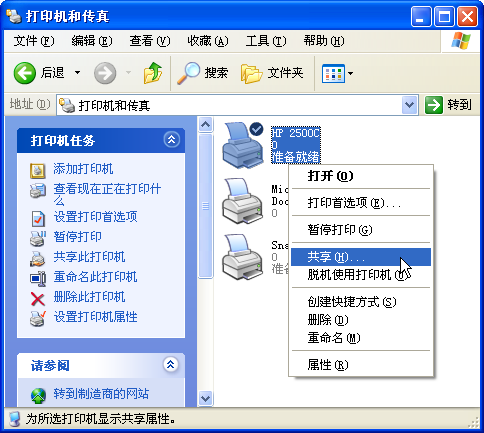 打印机和传真
文件(F) 编辑(E) 查看(V) 收藏(A) 工具(T) 帮助(H)
后退 搜索 文件夹
地址(D) 打印机和传真 转到
打印机任务
添加打印机
查看现在正在打印什
么
设置打印首选项
暂停打印
共享此打印机
重命名此打印机
删除此打印机
设置打印机属性
请参阅
转到制造商的网站
HP 2500C
0
准备就绪
Mic
Doc
0
Sna
0
准备
打开(O)
打印首选项(E)...
暂停打印(G)
共享(H)...
脱机使用打印机
创建快捷方式(S)
删除(D)
重命名(M)
属性(R)
为所选打印机显示共享属性。